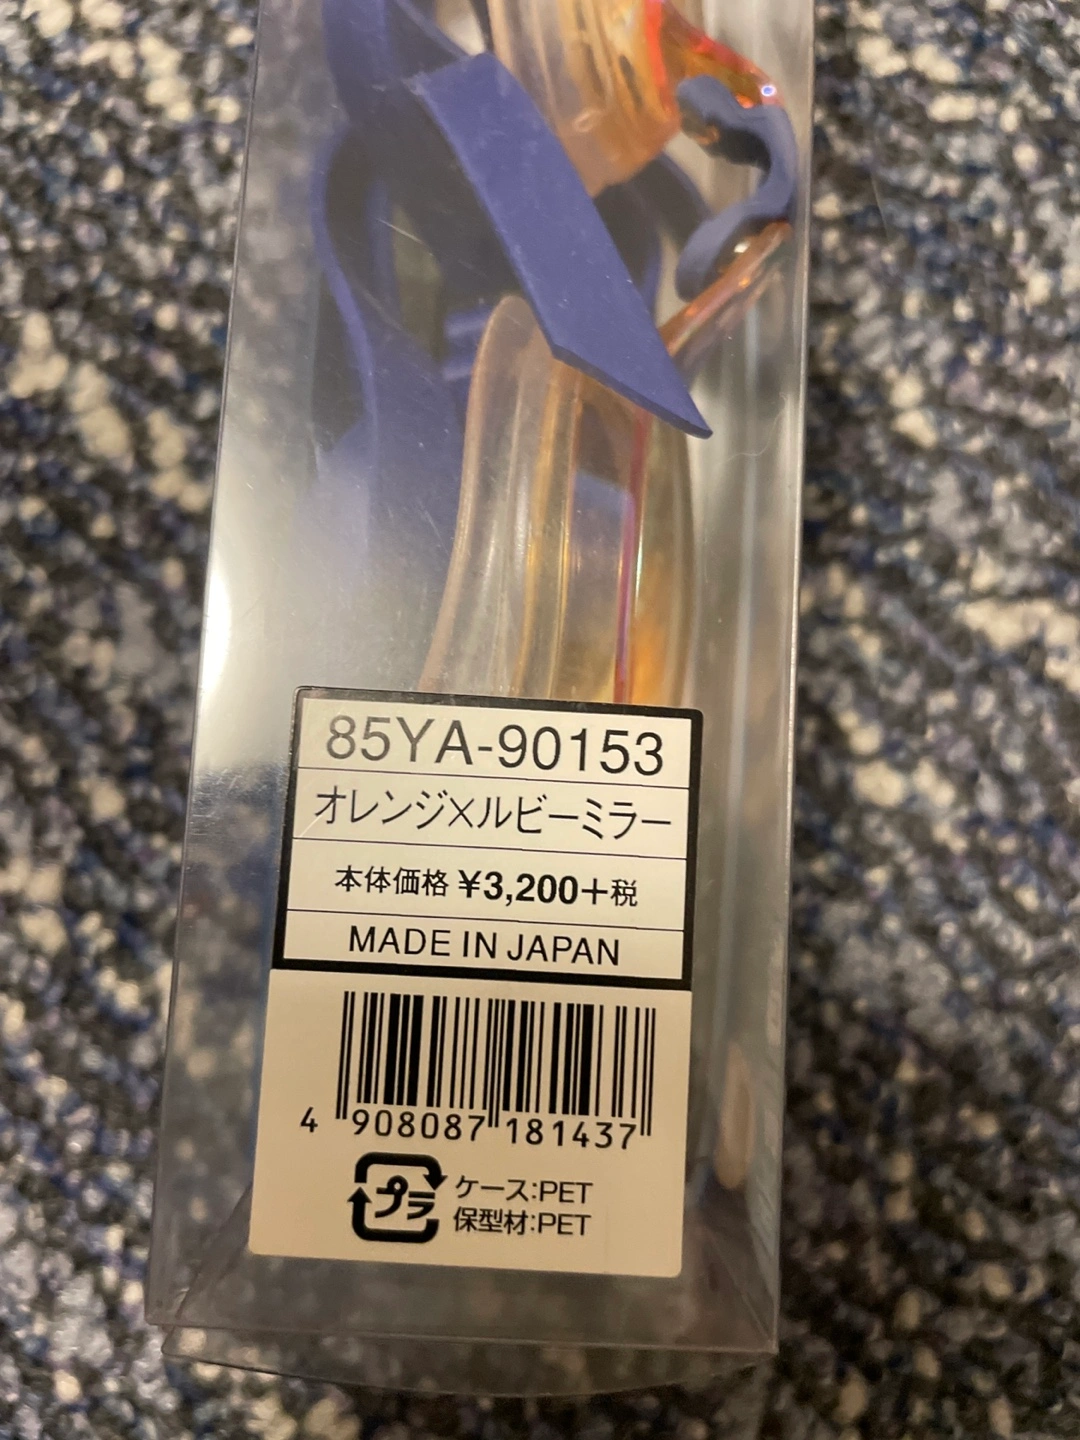 85YA-90153
オレンジ×ルビーミラー
本体価格 ¥3,200+税
MADE IN JAPAN
4 908087 181437
プラ
ケース:PET
保型材:PET